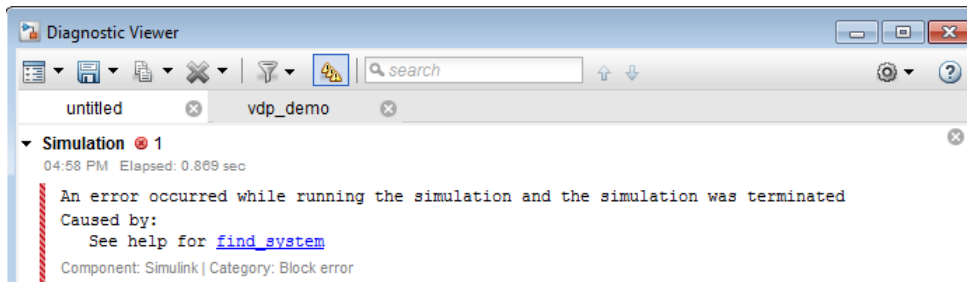 Diagnostic Viewer
search
untitled vdp_demo
Simulation 1
04:58 PM Elapsed: 0.869 sec
An error occurred while running the simulation and the simulation was terminated
Caused by:
See help for find_system
Component: Simulink | Category: Block error